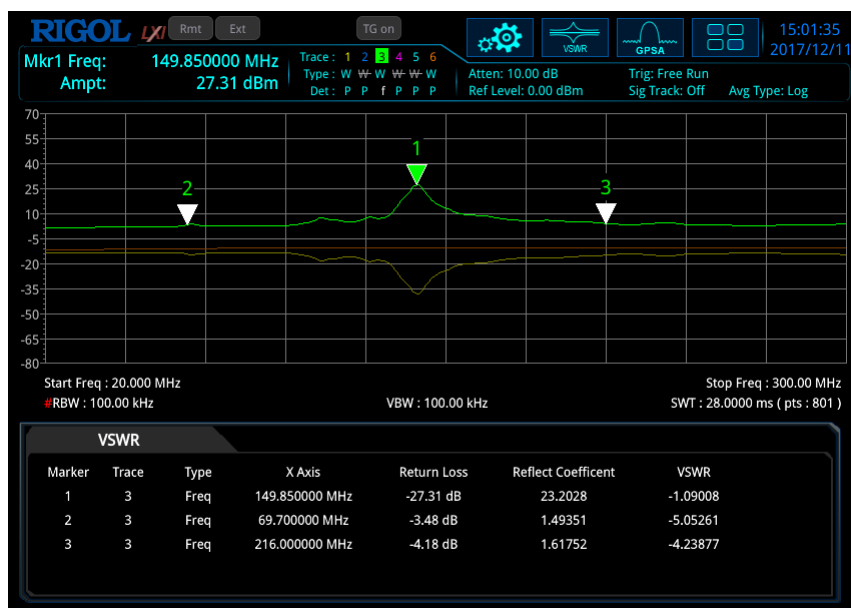 RIGOL LXI Rmt Ext TG on VSWR GPSA 15:01:35
2017/12/11
Mkr1 Freq: 149.850000 MHz
Ampt: 27.31 dBm
Trace: 1 2 3 4 5 6
Type: W W W W W W
Det: P P f P P P
Atten: 10.00 dB
Ref Level: 0.00 dBm
Trig: Free Run
Sig Track: Off Avg Type: Log
70
55
40
25
10
-5
-20
-35
-50
-65
-80
1
2
3
Start Freq : 20.000 MHz Stop Freq : 300.00 MHz
#RBW : 100.00 kHz VBW : 100.00 kHz SWT : 28.0000 ms ( pts : 801 )
VSWR
Marker Trace Type X Axis Return Loss Reflect Coefficent VSWR
1 3 Freq 149.850000 MHz -27.31 dB 23.2028 -1.09008
2 3 Freq 69.700000 MHz -3.48 dB 1.49351 -5.05261
3 3 Freq 216.000000 MHz -4.18 dB 1.61752 -4.23877